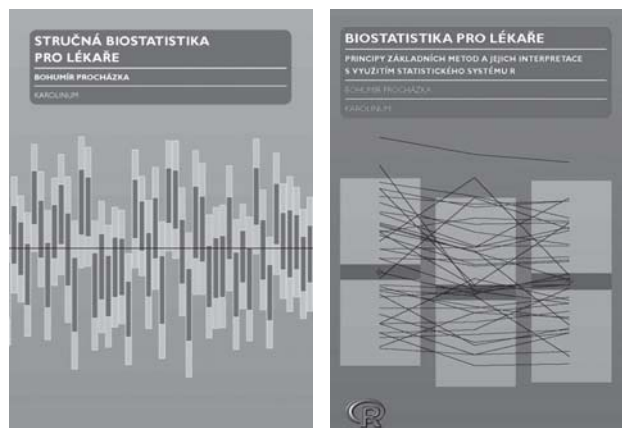 STRUČNÁ BIOSTATISTIKA
PRO LÉKAŘE
BOHUMÍR PROCHÁZKA
KAROLINUM
BIOSTATISTIKA PRO LÉKAŘE
PRINCIPY ZÁKLADNÍCH METOD A JEJICH INTERPRETACE
S VYUŽITÍM STATISTICKÉHO SYSTÉMU R
BOHUMÍR PROCHÁZKA
KAROLINUM
R